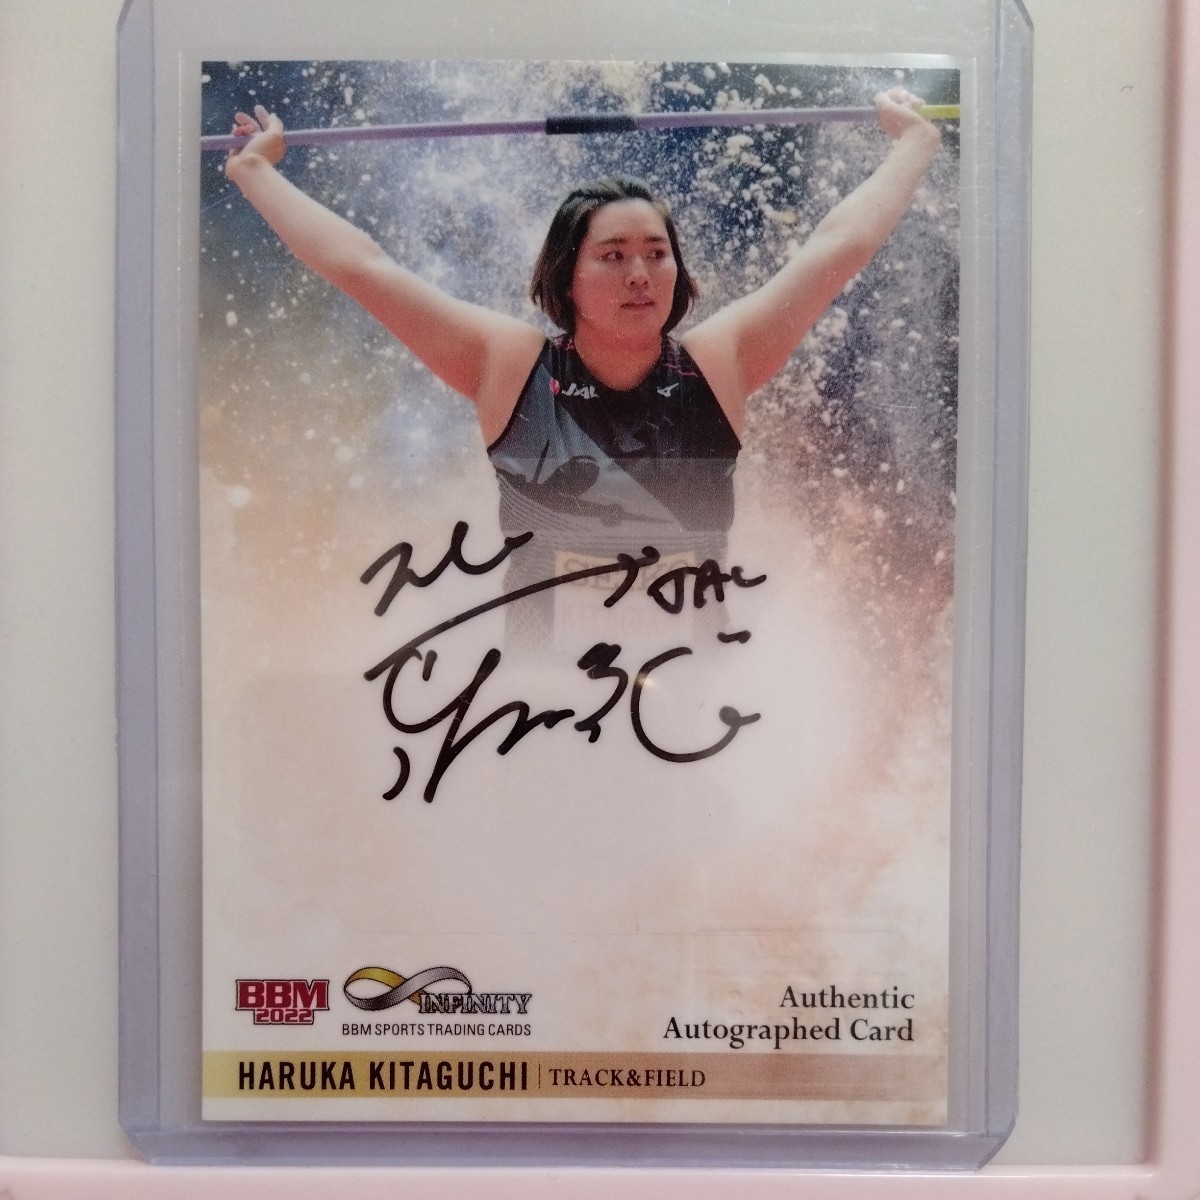 JAL
JAL
BBM
2022
INFINITY
BBM SPORTS TRADING CARDS
Authentic
Autographed Card
HARUKA KITAGUCHI TRACK&FIELD